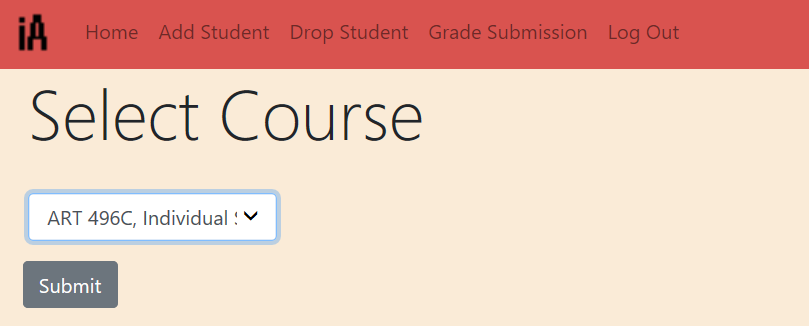 iA
Home Add Student Drop Student Grade Submission Log Out
Select Course
ART 496C, Individual
Submit